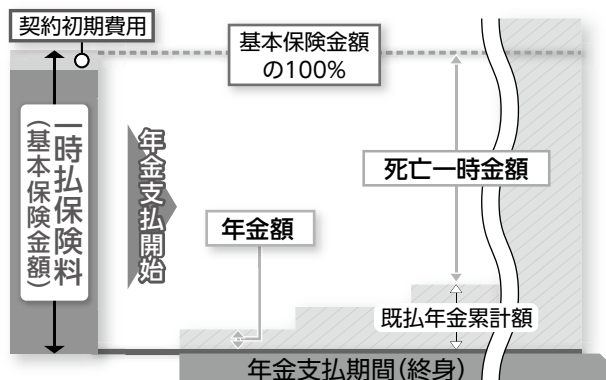 契約初期費用
基本保険金額
の100%
一時払保険料
(基本保険金額)
年金支払開始
死亡一時金額
年金額
既払年金累計額
年金支払期間(終身)